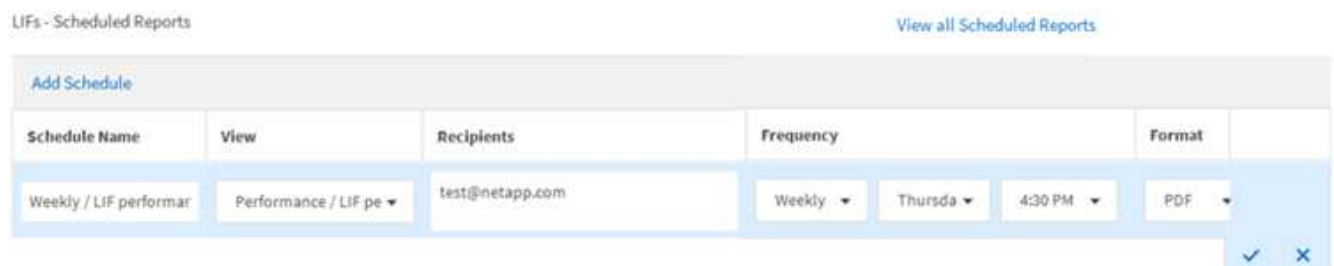 LIFs - Scheduled Reports View all Scheduled Reports
Add Schedule
Schedule Name View Recipients Frequency Format
Weekly / LIF performar Performance / LIF pe test@netapp.com Weekly Thursda 4:30 PM PDF